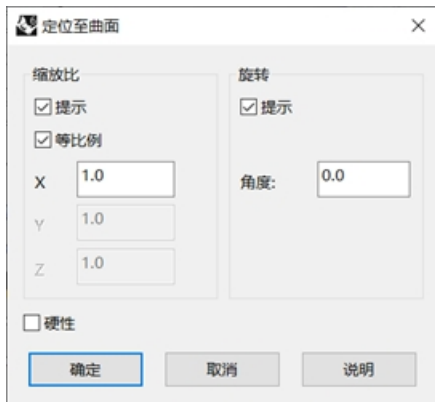 定位至曲面
缩放比
提示
等比例
X 1.0
Y 1.0
Z 1.0
旋转
提示
角度: 0.0
硬性
确定 取消 说明